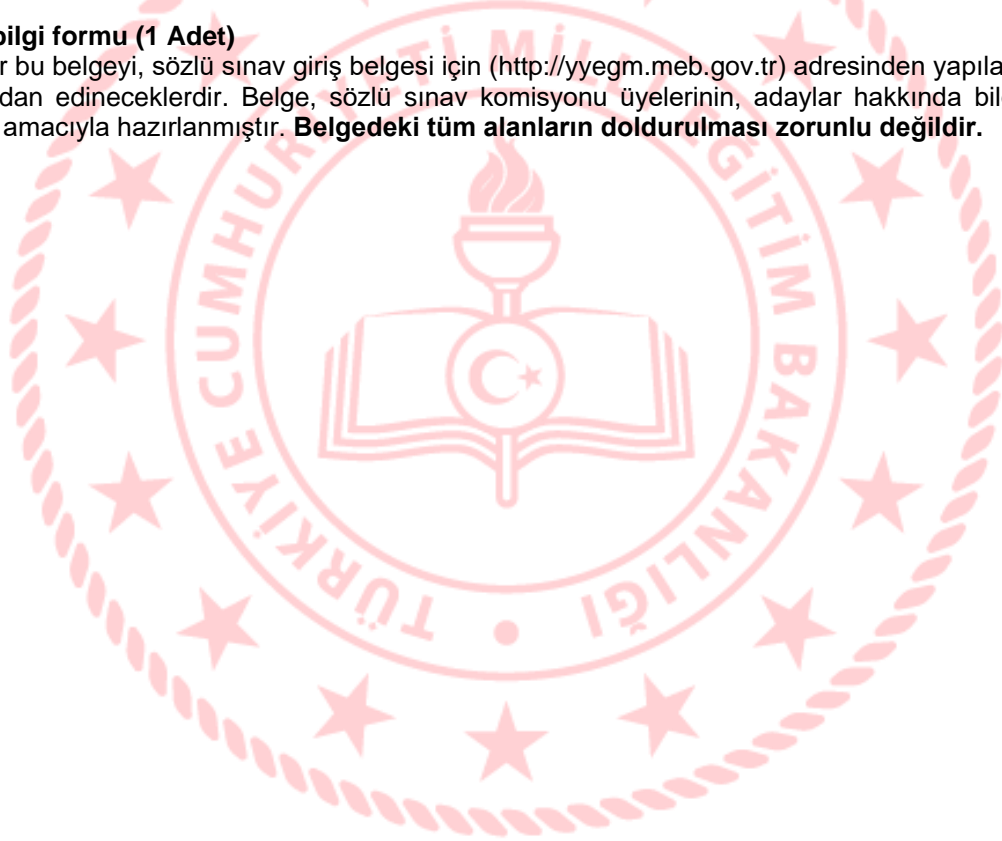 bilgi formu (1 Adet)
r bu belgeyi, sözlü sınav giriş belgesi için (http://yyegm.meb.gov.tr) adresinden yapıla
dan edineceklerdir. Belge, sözlü sınav komisyonu üyelerinin, adaylar hakkında bil
amacıyla hazırlanmıştır. Belgedeki tüm alanların doldurulması zorunlu değildir.
TÜRKİYE CUMHURİYETİ MİLLÎ EĞİTİM BAKANLIĞI